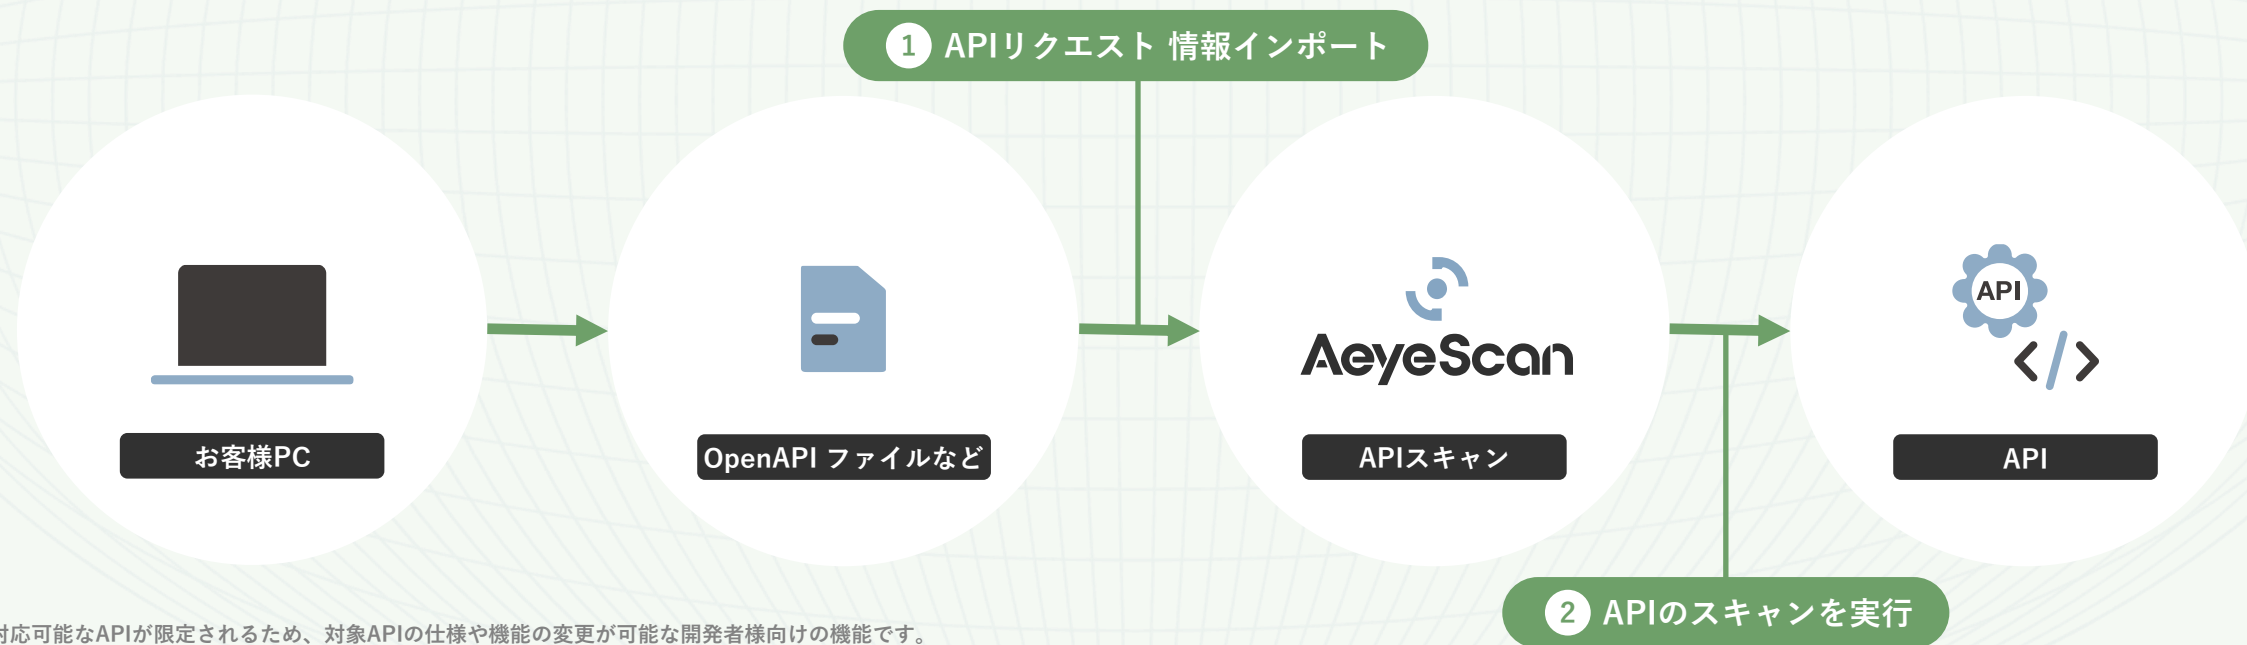 1 APIリクエスト 情報インポート
API
AeyeScan
お客様PC
OpenAPI ファイルなど
APIスキャン
API
2 APIのスキャンを実行
対応可能なAPIが限定されるため、対象APIの仕様や機能の変更が可能な開発者様向けの機能です。